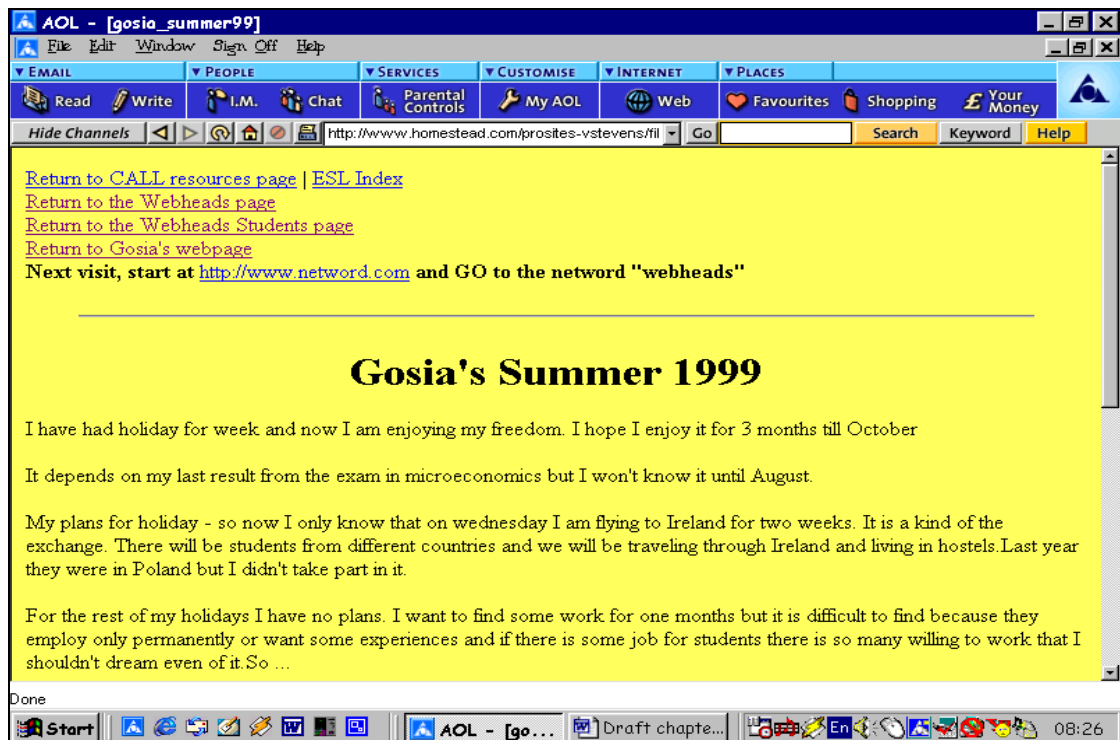 AOL - [gosia_summer99]
File Edit Window Sign Off Help
EMAIL PEOPLE SERVICES CUSTOMISE INTERNET PLACES
Read Write I.M. Chat Parental Controls My AOL Web Favourites Shopping Your Money
Hide Channels http://www.homestead.com/prosites-vstevens/fil Go Search Keyword Help
Return to CALL resources page | ESL Index
Return to the Webheads page
Return to the Webheads Students page
Return to Gosia's webpage
Next visit, start at http://www.netword.com and GO to the netword "webheads"
Gosia's Summer 1999
I have had holiday for week and now I am enjoying my freedom. I hope I enjoy it for 3 months till October
It depends on my last result from the exam in microeconomics but I won't know it until August.
My plans for holiday - so now I only know that on wednesday I am flying to Ireland for two weeks. It is a kind of the
exchange. There will be students from different countries and we will be traveling through Ireland and living in hostels.Last year
they were in Poland but I didn't take part in it.
For the rest of my holidays I have no plans. I want to find some work for one months but it is difficult to find because they
employ only permanently or want some experiences and if there is some job for students there is so many willing to work that I
shouldn't dream even of it.So ...
Done
Start AOL - [go... Draft chapte... En 08:26